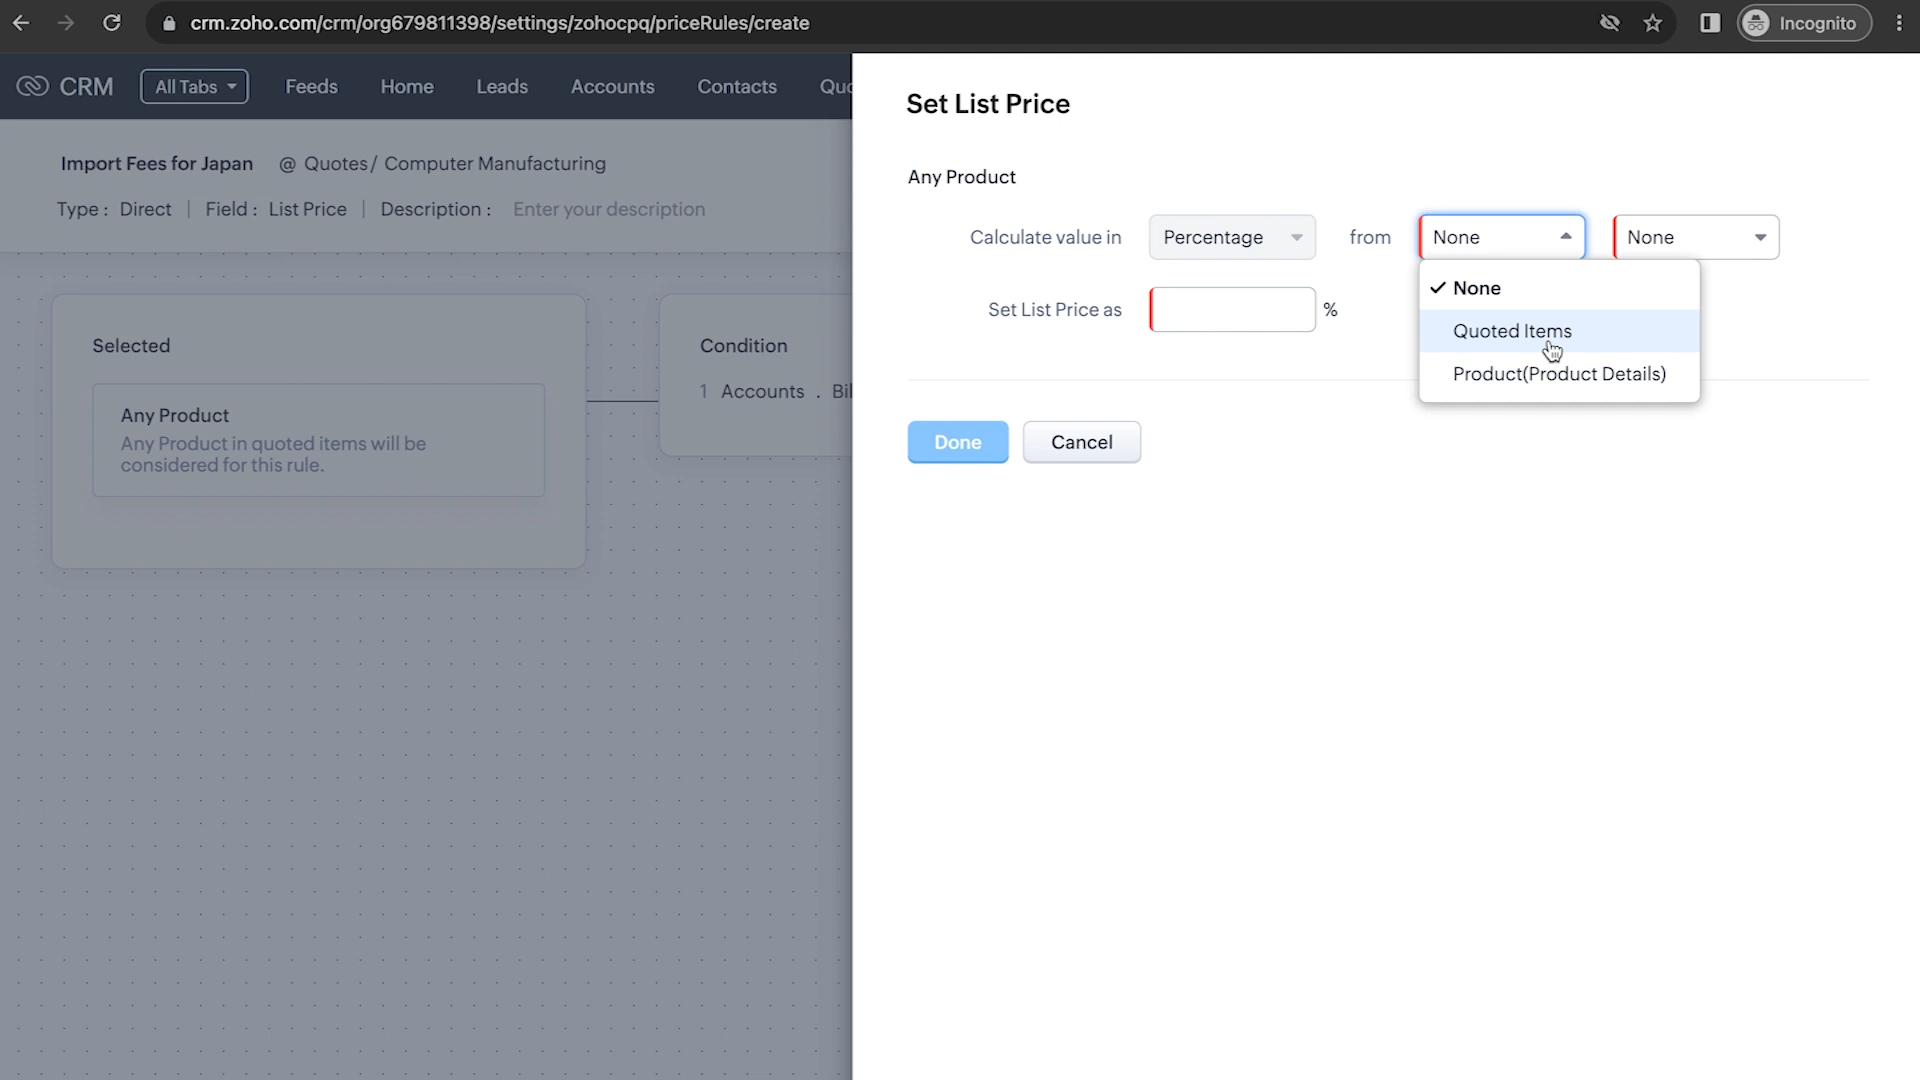 crm.zoho.com/crm/org679811398/settings/zohocpq/priceRules/create
Incognito
CRM
All Tabs
Feeds
Home
Leads
Accounts
Contacts
Quo
Import Fees for Japan @ Quotes / Computer Manufacturing
Type : Direct | Field : List Price | Description : Enter your description
Selected
Any Product
Any Product in quoted items will be
considered for this rule.
Condition
1 Accounts . Bil
Set List Price
Any Product
Calculate value in Percentage from None None
Set List Price as %
None
Quoted Items
Product(Product Details)
Done
Cancel